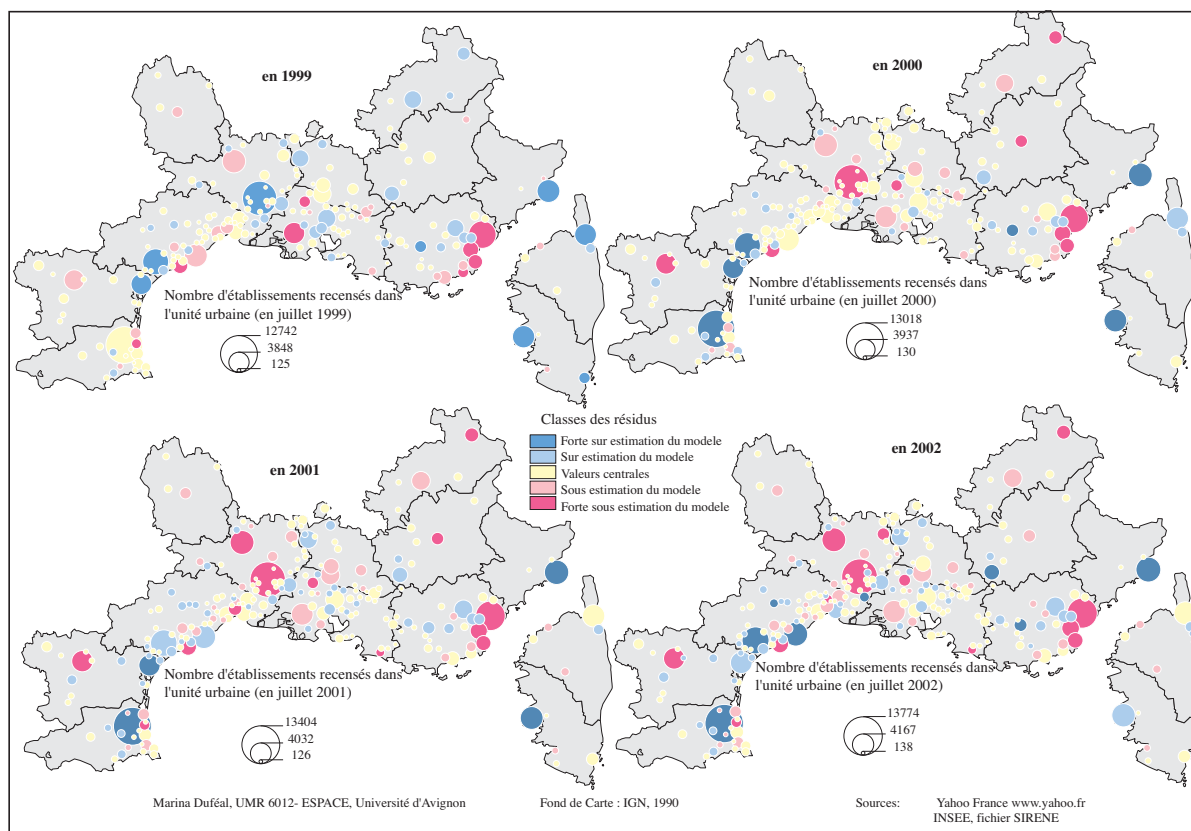 en 1999
en 2000
Nombre d'établissements recensés dans
l'unité urbaine (en juillet 1999)
12742
3848
125
Nombre d'établissements recensés dans
l'unité urbaine (en juillet 2000)
13018
3937
130
Classes des résidus
Forte sur estimation du modele
Sur estimation du modele
Valeurs centrales
Sous estimation du modele
Forte sous estimation du modele
en 2001
en 2002
Nombre d'établissements recensés dans
l'unité urbaine (en juillet 2001)
13404
4032
126
Nombre d'établissements recensés dans
l'unité urbaine (en juillet 2002)
13774
4167
138
Marina Duféal, UMR 6012- ESPACE, Université d'Avignon
Fond de Carte : IGN, 1990
Sources: Yahoo France www.yahoo.fr
INSEE, fichier SIRENE